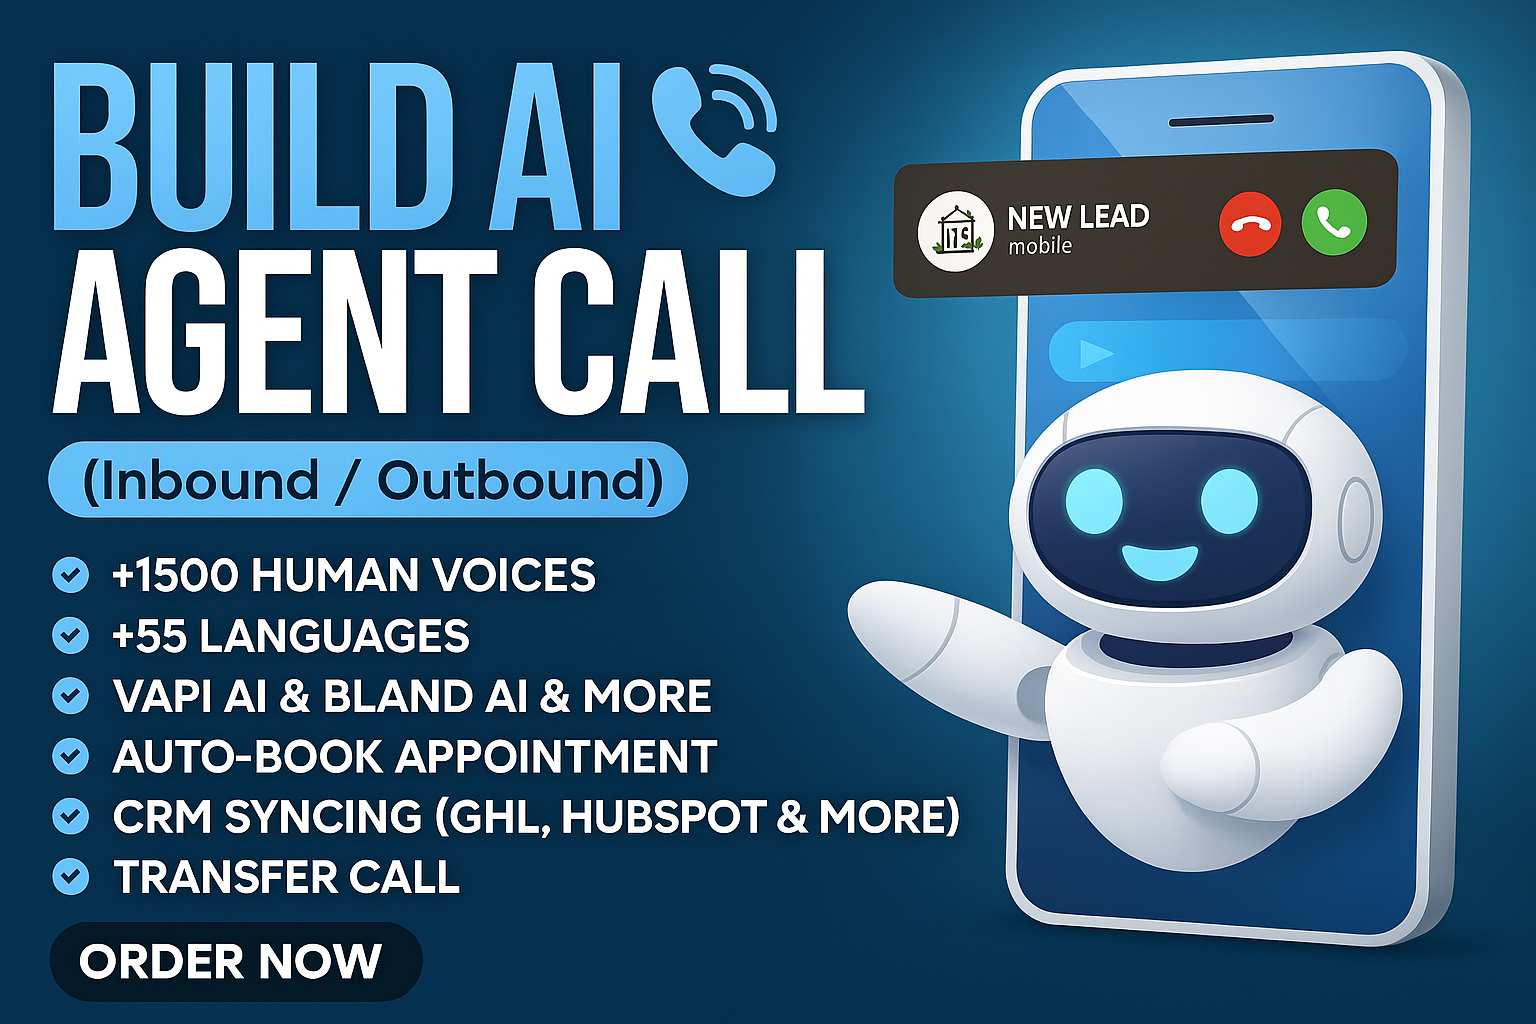 BUILD AI
AGENT CALL
(Inbound / Outbound)
+1500 HUMAN VOICES
+55 LANGUAGES
VAPI AI & BLAND AI & MORE
AUTO-BOOK APPOINTMENT
CRM SYNCING (GHL, HUBSPOT & MORE)
TRANSFER CALL
ORDER NOW
NEW LEAD
mobile